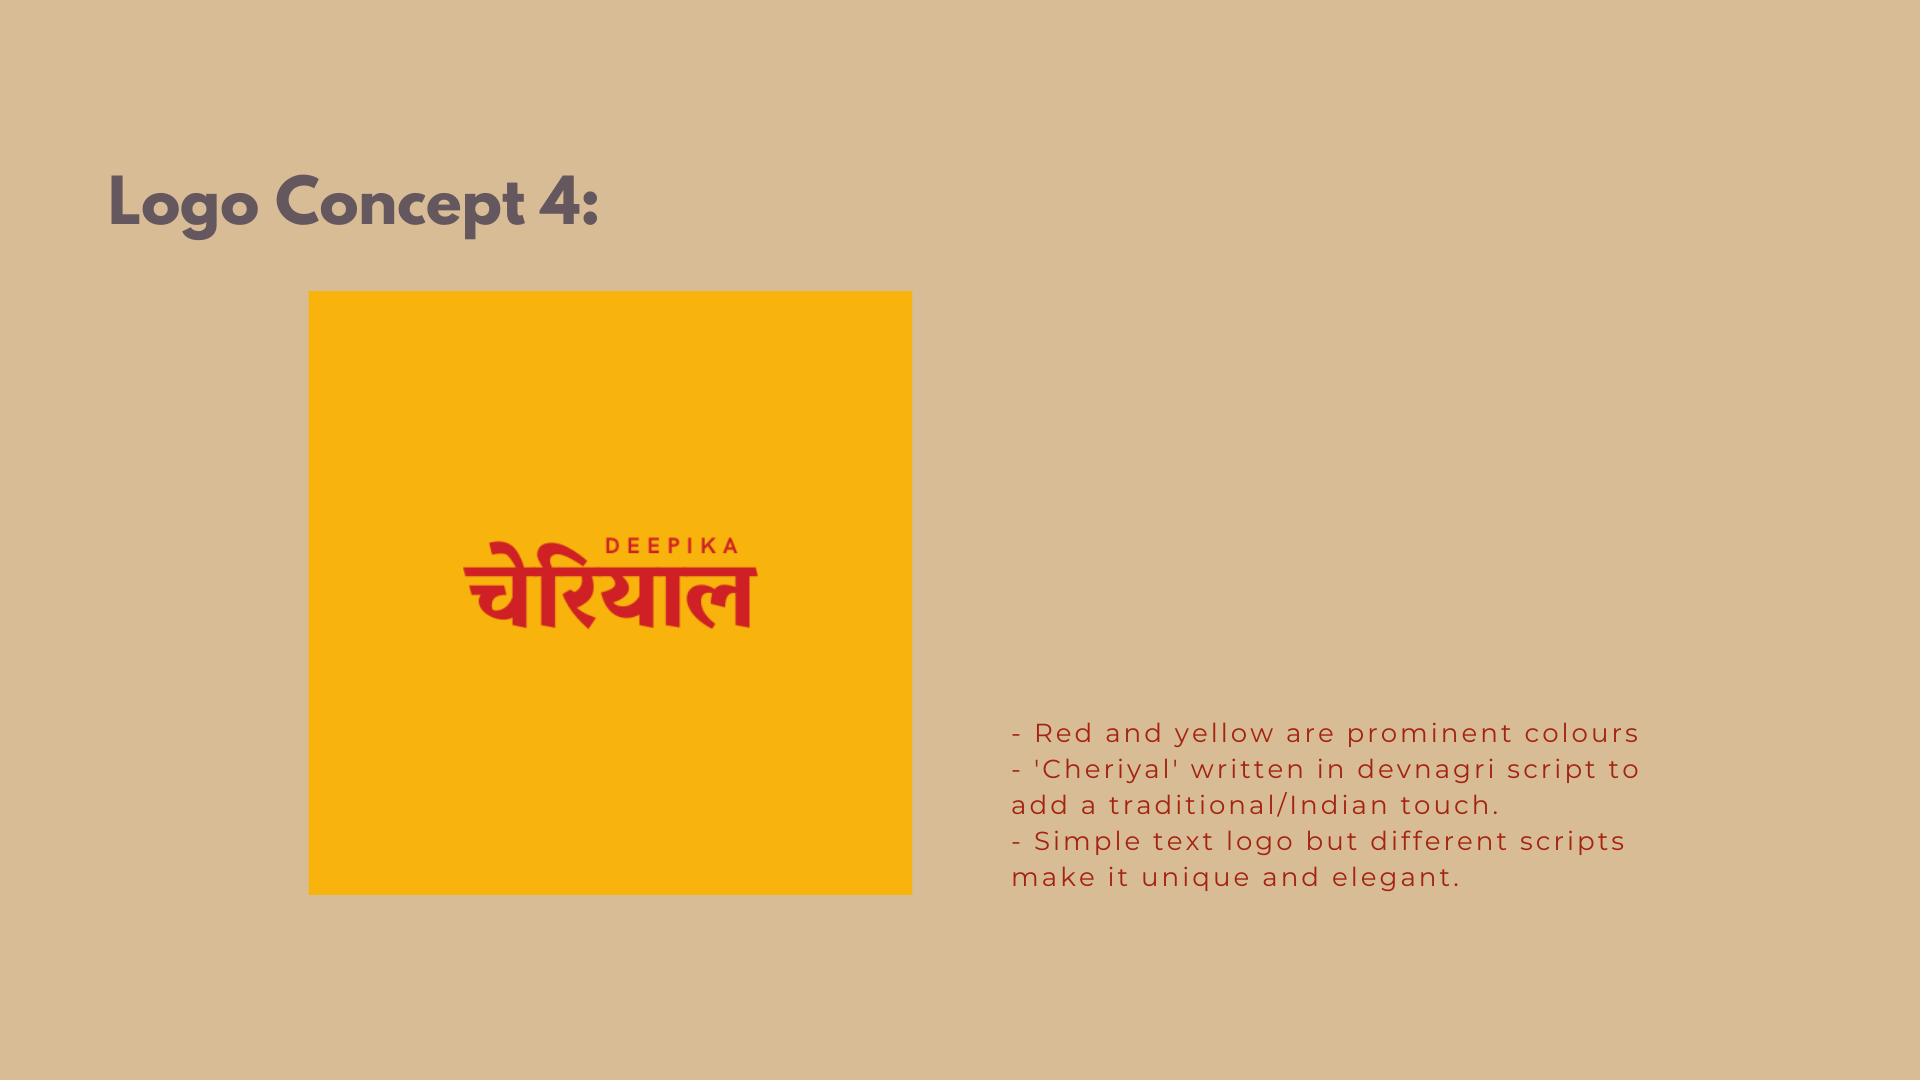 Logo Concept 4:
DEEPIKA
चेरियाल
- Red and yellow are prominent colours
- 'Cheriyal' written in devnagri script to
add a traditional/Indian touch.
- Simple text logo but different scripts
make it unique and elegant.